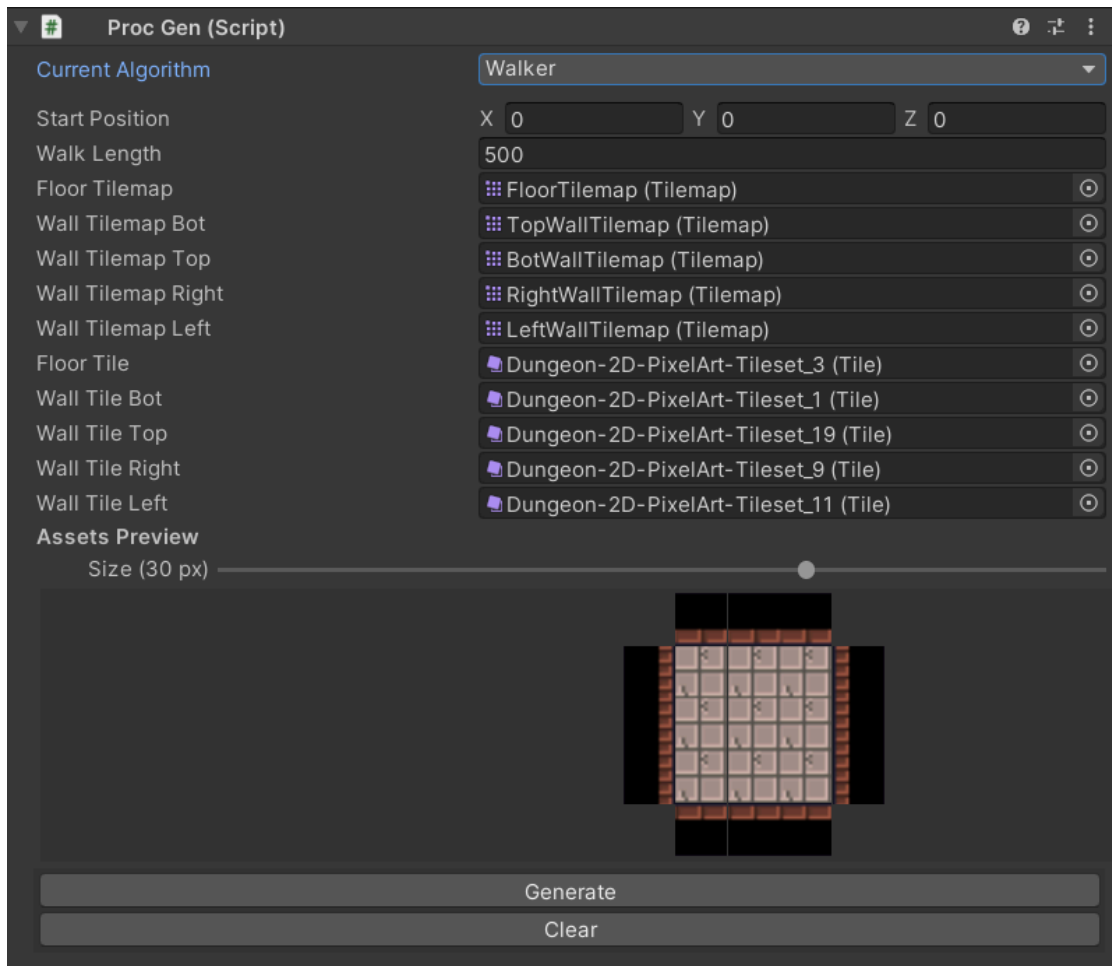 Proc Gen (Script)
Current Algorithm Walker
Start Position X 0 Y 0 Z 0
Walk Length 500
Floor Tilemap FloorTilemap (Tilemap)
Wall Tilemap Bot TopWallTilemap (Tilemap)
Wall Tilemap Top BotWallTilemap (Tilemap)
Wall Tilemap Right RightWallTilemap (Tilemap)
Wall Tilemap Left LeftWallTilemap (Tilemap)
Floor Tile Dungeon-2D-PixelArt-Tileset_3 (Tile)
Wall Tile Bot Dungeon-2D-PixelArt-Tileset_1 (Tile)
Wall Tile Top Dungeon-2D-PixelArt-Tileset_19 (Tile)
Wall Tile Right Dungeon-2D-PixelArt-Tileset_9 (Tile)
Wall Tile Left Dungeon-2D-PixelArt-Tileset_11 (Tile)
Assets Preview
Size (30 px)
Generate
Clear